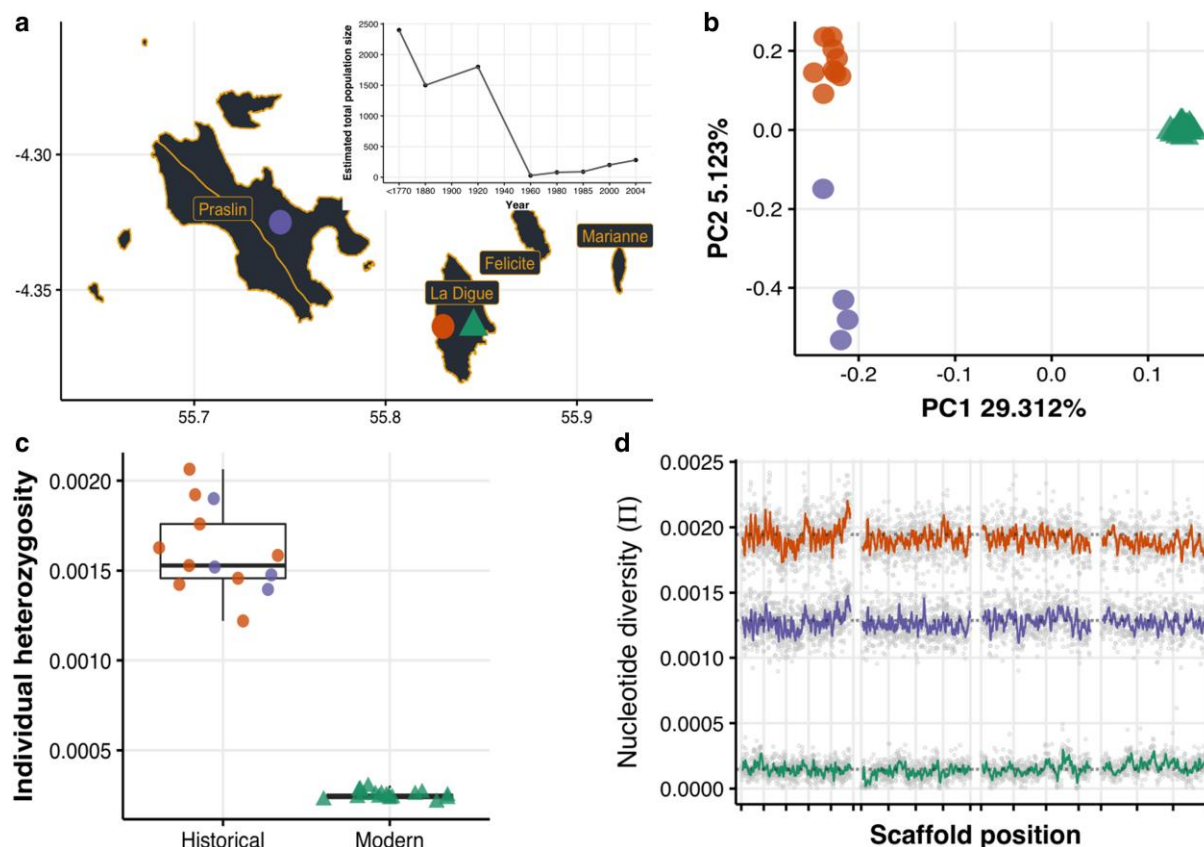 a
-4.30
-4.35
55.7
55.8
55.9
Praslin
La Digue
Felicite
Marianne
Estimated total population size
2500
2000
1500
1000
500
0
<1770 1880 1900 1920 1940 1960 1980 1985 2000 2004
Year
b
PC2 5.123%
0.2
0.0
-0.2
-0.4
-0.2 -0.1 0.0 0.1
PC1 29.312%
c
Individual heterozygosity
0.0020
0.0015
0.0010
0.0005
Historical Modern
d
Nucleotide diversity (Π)
0.0025
0.0020
0.0015
0.0010
0.0005
0.0000
Scaffold position